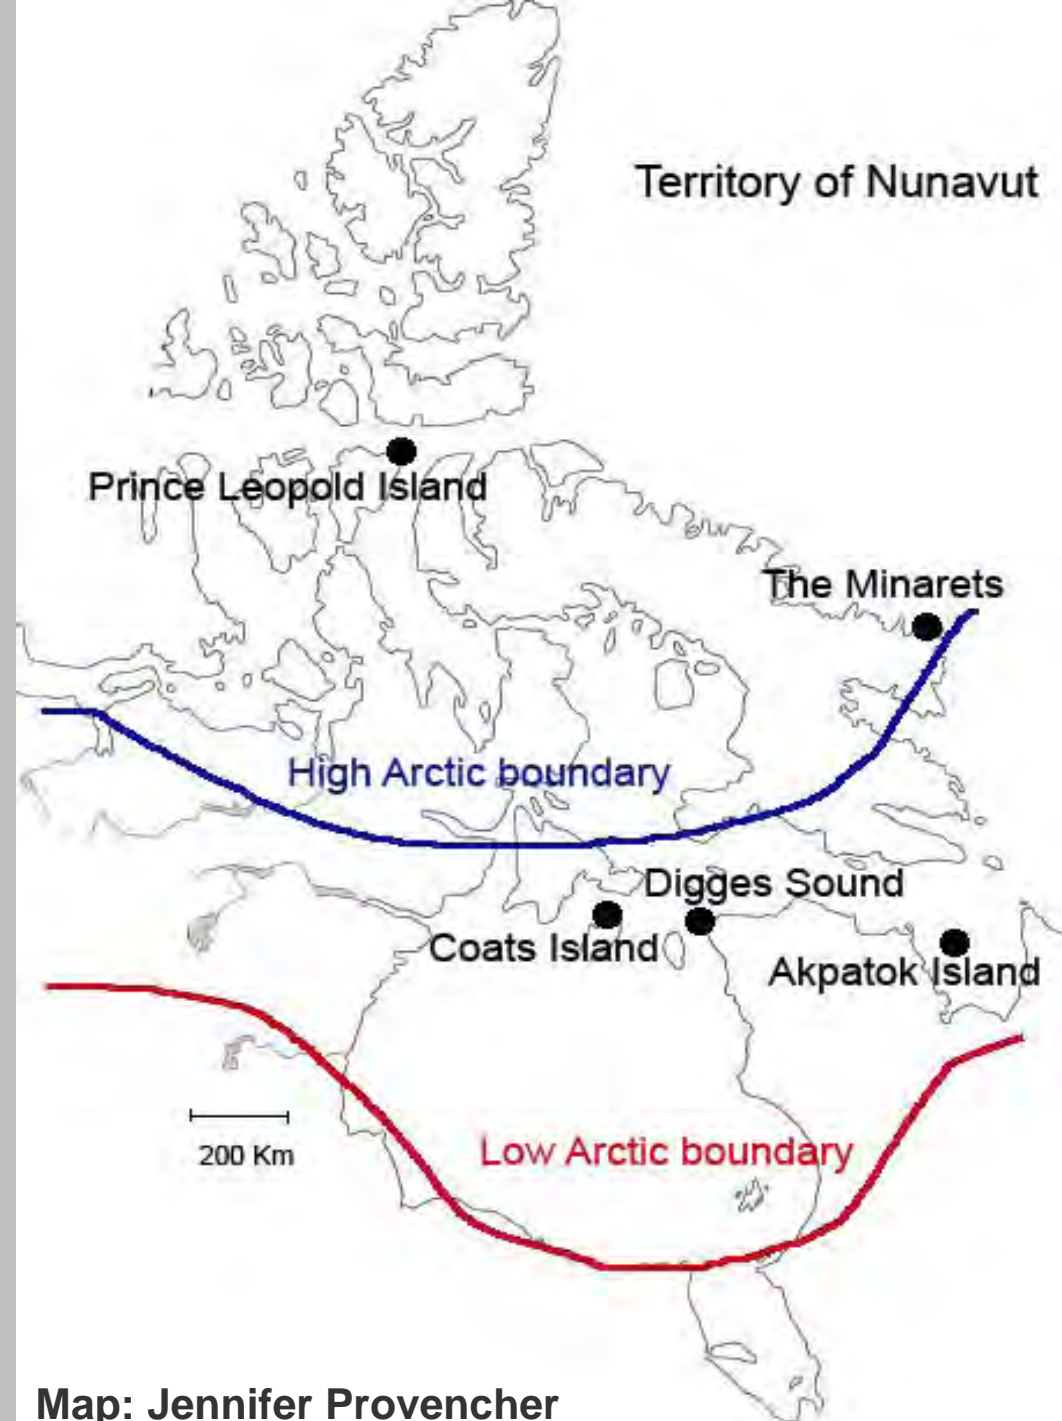 Territory of Nunavut
Prince Leopold Island
The Minarets
High Arctic boundary
Digges Sound
Coats Island
Akpatok Island
Low Arctic boundary
200 Km
Map: Jennifer Provencher